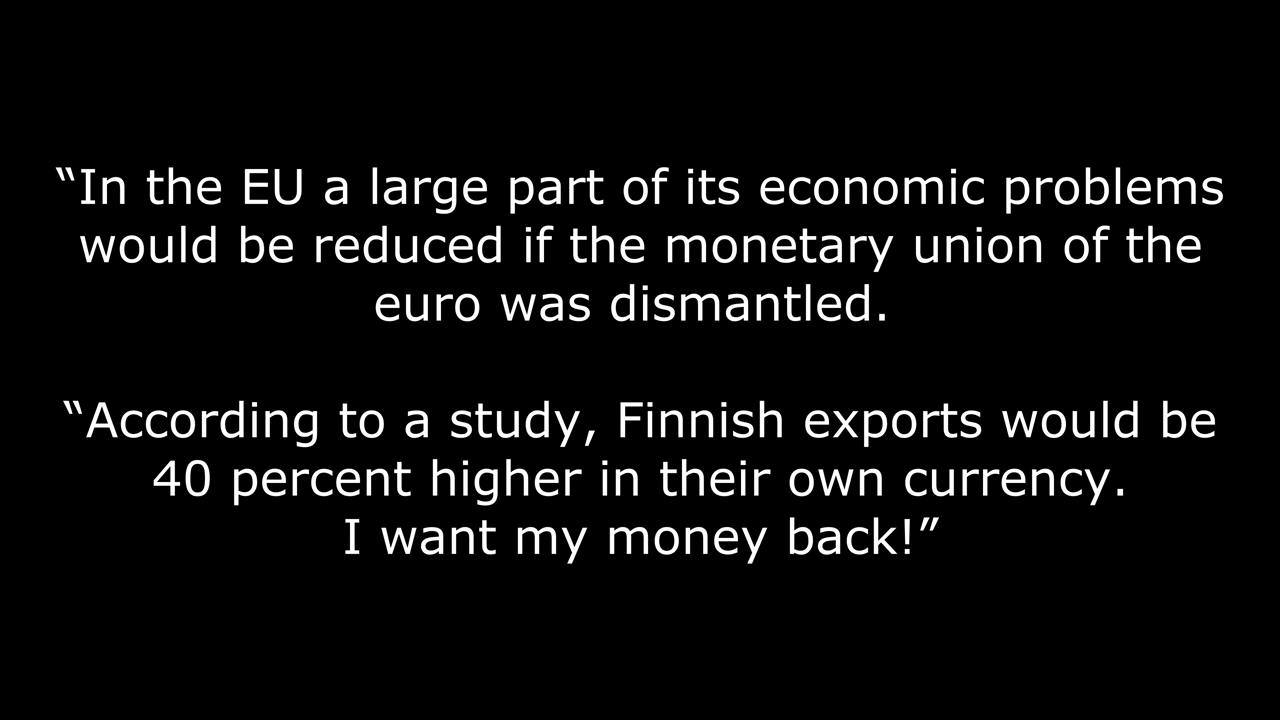 “In the EU a large part of its economic problems
would be reduced if the monetary union of the
euro was dismantled.
“According to a study, Finnish exports would be
40 percent higher in their own currency.
I want my money back!”